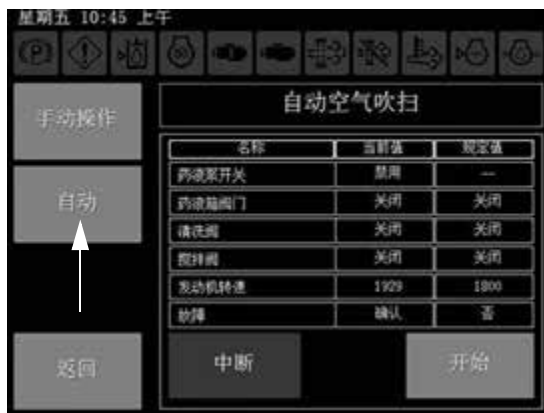 星期五 10:45 上午
手动操作
自动
返回
自动空气吹扫
名称 当前值 规定值
药液泵开关 禁用 —
药液箱阀门 关闭 关闭
清洗阀 关闭 关闭
搅拌阀 关闭 关闭
发动机转速 1929 1800
故障 确认 否
中断
开始